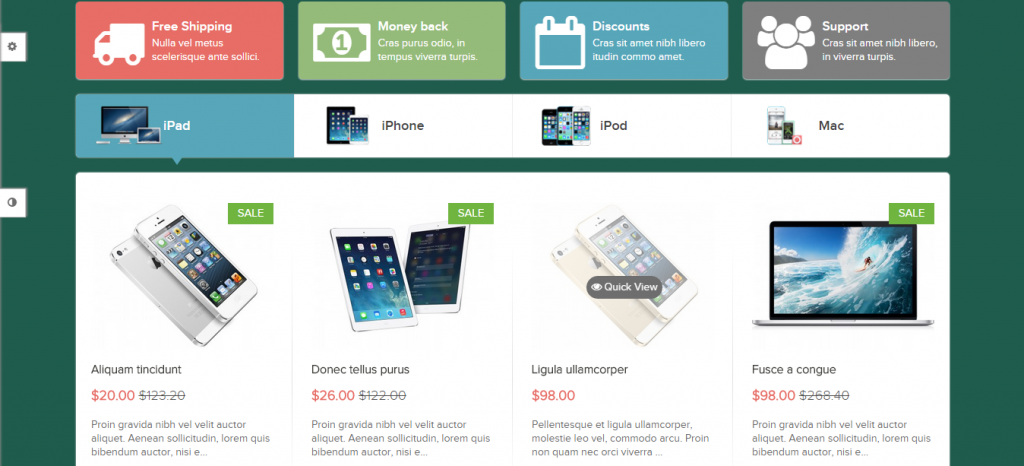 Free Shipping
Nulla vel metus
scelerisque ante sollici.
1
Money back
Cras purus odio, in
tempus viverra turpis.
Discounts
Cras sit amet nibh libero
itudin commo amet.
Support
Cras sit amet nibh libero,
in viverra turpis.
iPad
iPhone
iPod
Mac
SALE
Aliquam tincidunt
$20.00 $123.20
Proin gravida nibh vel velit auctor
aliquet. Aenean sollicitudin, lorem quis
bibendum auctor, nisi e...
SALE
Donec tellus purus
$26.00 $122.00
Proin gravida nibh vel velit auctor
aliquet. Aenean sollicitudin, lorem quis
bibendum auctor, nisi e...
Quick View
Ligula ullamcorper
$98.00
Pellentesque et ligula ullamcorper,
molestie leo vel, commodo arcu. Proin
non quam nec orci viverra ...
SALE
Fusce a congue
$98.00 $268.40
Proin gravida nibh vel velit auctor
aliquet. Aenean sollicitudin, lorem quis
bibendum auctor, nisi e...